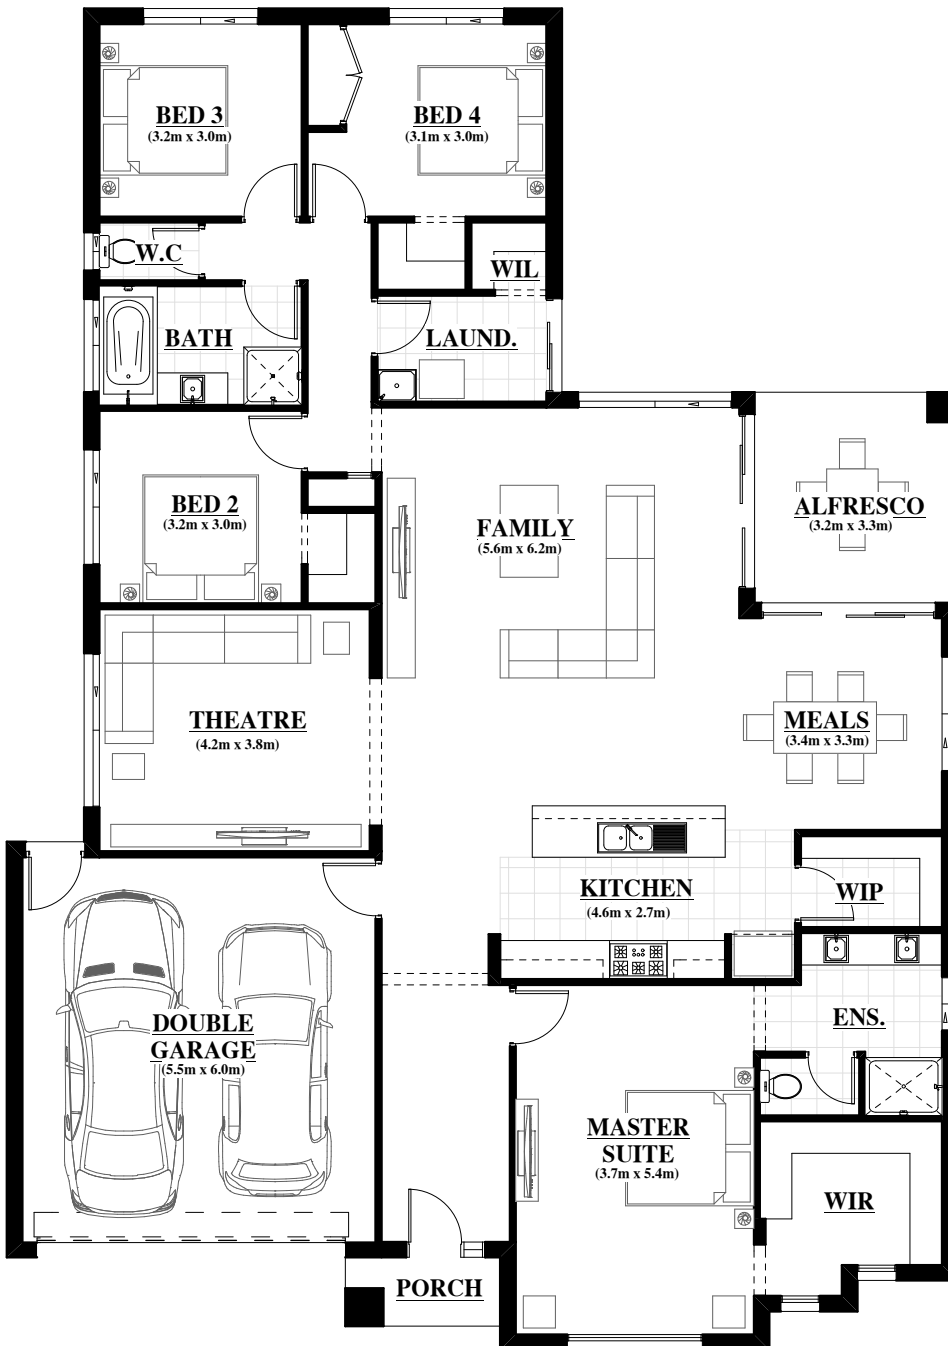 BED 3
(3.2m x 3.0m)
BED 4
(3.1m x 3.0m)
W.C
WIL
BATH
LAUND.
BED 2
(3.2m x 3.0m)
FAMILY
(5.6m x 6.2m)
ALFRESCO
(3.2m x 3.3m)
THEATRE
(4.2m x 3.8m)
MEALS
(3.4m x 3.3m)
KITCHEN
(4.6m x 2.7m)
WIP
DOUBLE
GARAGE
(5.5m x 6.0m)
ENS.
MASTER
SUITE
(3.7m x 5.4m)
WIR
PORCH